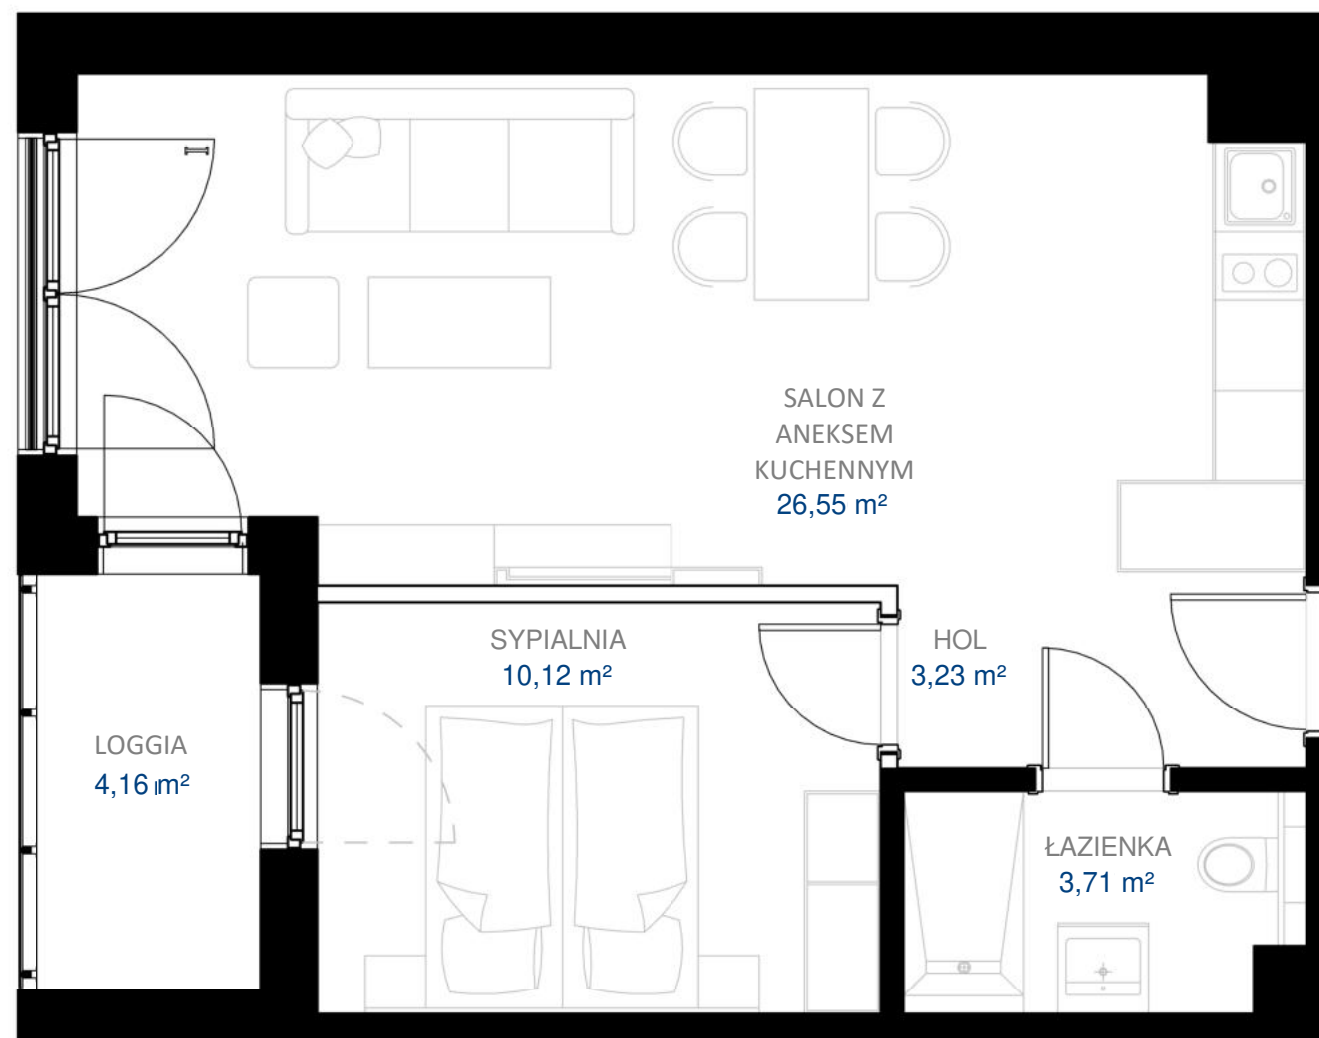 SALON Z
ANEKSEM
KUCHENNYM
26,55 m²
SYPIALNIA
10,12 m²
HOL
3,23 m²
LOGGIA
4,16 m²
ŁAZIENKA
3,71 m²